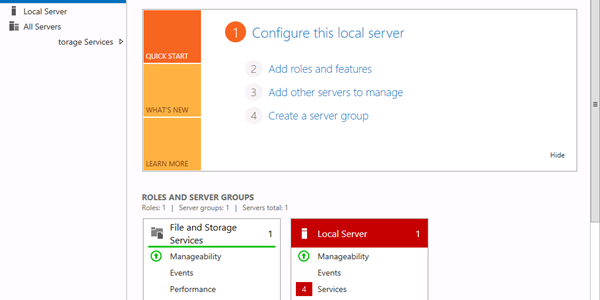 Local Server
All Servers
torage Services
QUICK START
WHAT'S NEW
LEARN MORE
1 Configure this local server
2 Add roles and features
3 Add other servers to manage
4 Create a server group
Hide
ROLES AND SERVER GROUPS
Roles: 1 | Server groups: 1 | Servers total: 1
File and Storage
Services 1
Manageability
Events
Performance
Local Server 1
Manageability
Events
4 Services